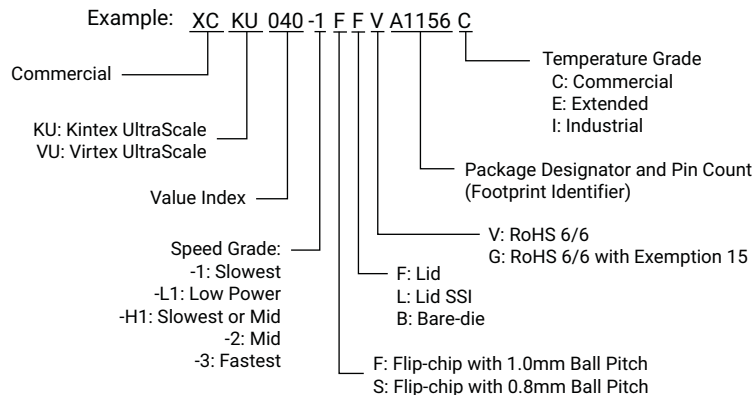 Example: XC KU 040 -1 F F V A1156 C
Commercial
Temperature Grade
C: Commercial
E: Extended
I: Industrial
KU: Kintex UltraScale
VU: Virtex UltraScale
Package Designator and Pin Count
(Footprint Identifier)
Value Index
V: RoHS 6/6
G: RoHS 6/6 with Exemption 15
Speed Grade:
-1: Slowest
-L1: Low Power
-H1: Slowest or Mid
-2: Mid
-3: Fastest
F: Lid
L: Lid SSI
B: Bare-die
F: Flip-chip with 1.0mm Ball Pitch
S: Flip-chip with 0.8mm Ball Pitch